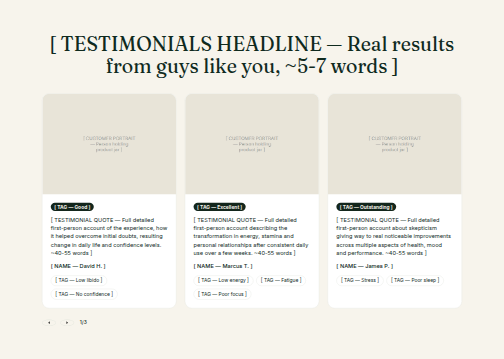 [ TESTIMONIALS HEADLINE — Real results
from guys like you, ~5-7 words ]
[ CUSTOMER PORTRAIT
— Person holding
product jar ]
[ CUSTOMER PORTRAIT
— Person holding
product jar ]
[ CUSTOMER PORTRAIT
— Person holding
product jar ]
[ TAG — Good ]
[ TESTIMONIAL QUOTE — Full detailed
first-person account of the experience, how
it helped overcome initial doubts, resulting
change in daily life and confidence levels.
~40-55 words ]
[ NAME — David H. ]
[ TAG — Low libido ]
[ TAG — No confidence ]
[ TAG — Excellent ]
[ TESTIMONIAL QUOTE — Full detailed
first-person account describing the
transformation in energy, stamina and
personal relationships after consistent daily
use over a few weeks. ~40-55 words ]
[ NAME — Marcus T. ]
[ TAG — Low energy ] [ TAG — Fatigue ]
[ TAG — Poor focus ]
[ TAG — Outstanding ]
[ TESTIMONIAL QUOTE — Full detailed
first-person account about skepticism
giving way to real noticeable improvements
across multiple aspects of health, mood
and performance. ~40-55 words ]
[ NAME — James P. ]
[ TAG — Stress ] [ TAG — Poor sleep ]
1/3